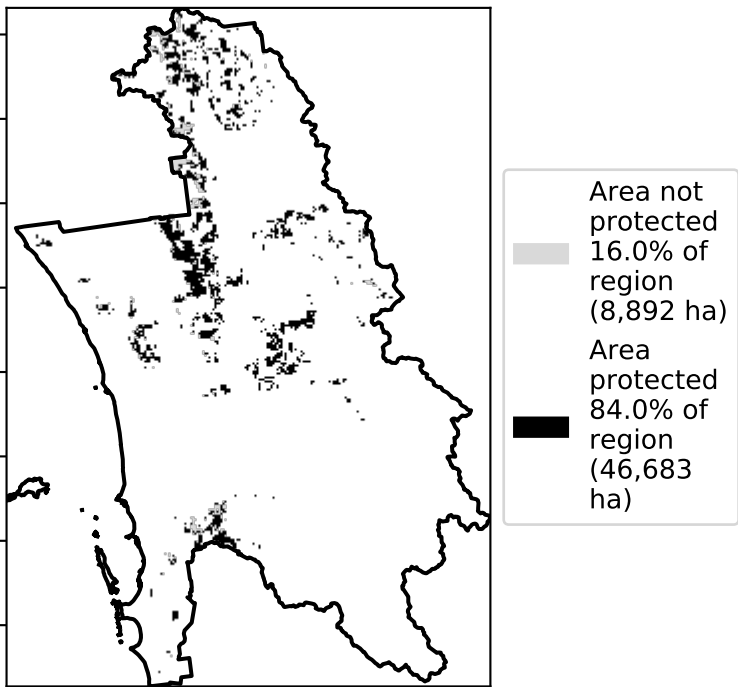 Area not
protected
16.0% of
region
(8,892 ha)
Area
protected
84.0% of
region
(46,683
ha)